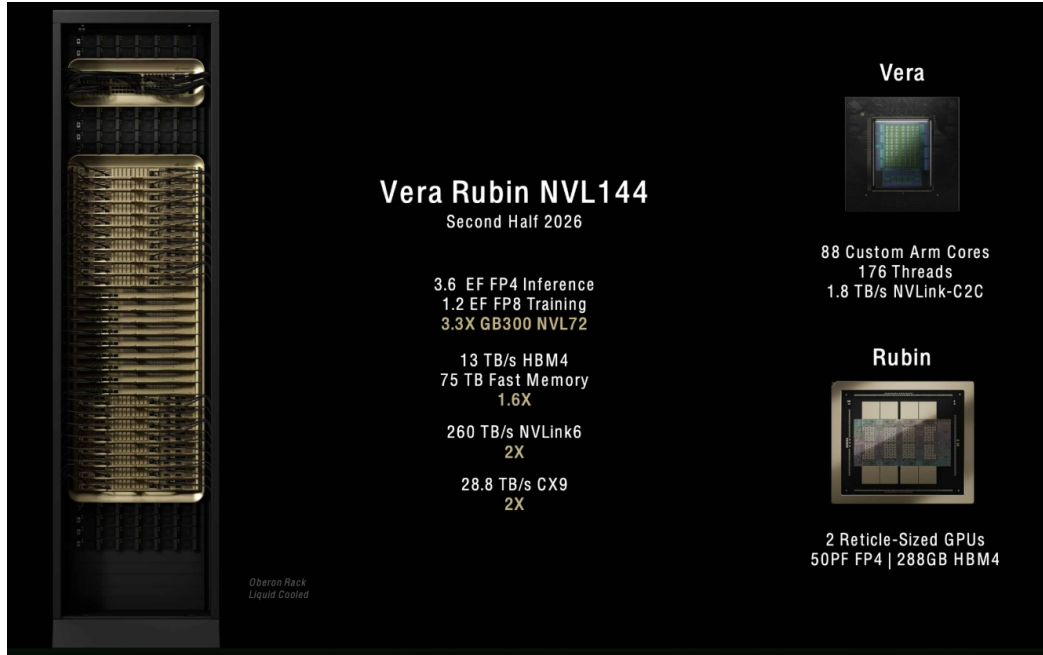 Vera Rubin NVL144
Second Half 2026
3.6 EF FP4 Inference
1.2 EF FP8 Training
3.3X GB300 NVL72
13 TB/s HBM4
75 TB Fast Memory
1.6X
260 TB/s NVLink6
2X
28.8 TB/s CX9
2X
Oberon Rack
Liquid Cooled
Vera
88 Custom Arm Cores
176 Threads
1.8 TB/s NVLink-C2C
Rubin
2 Reticle-Sized GPUs
50PF FP4 | 288GB HBM4